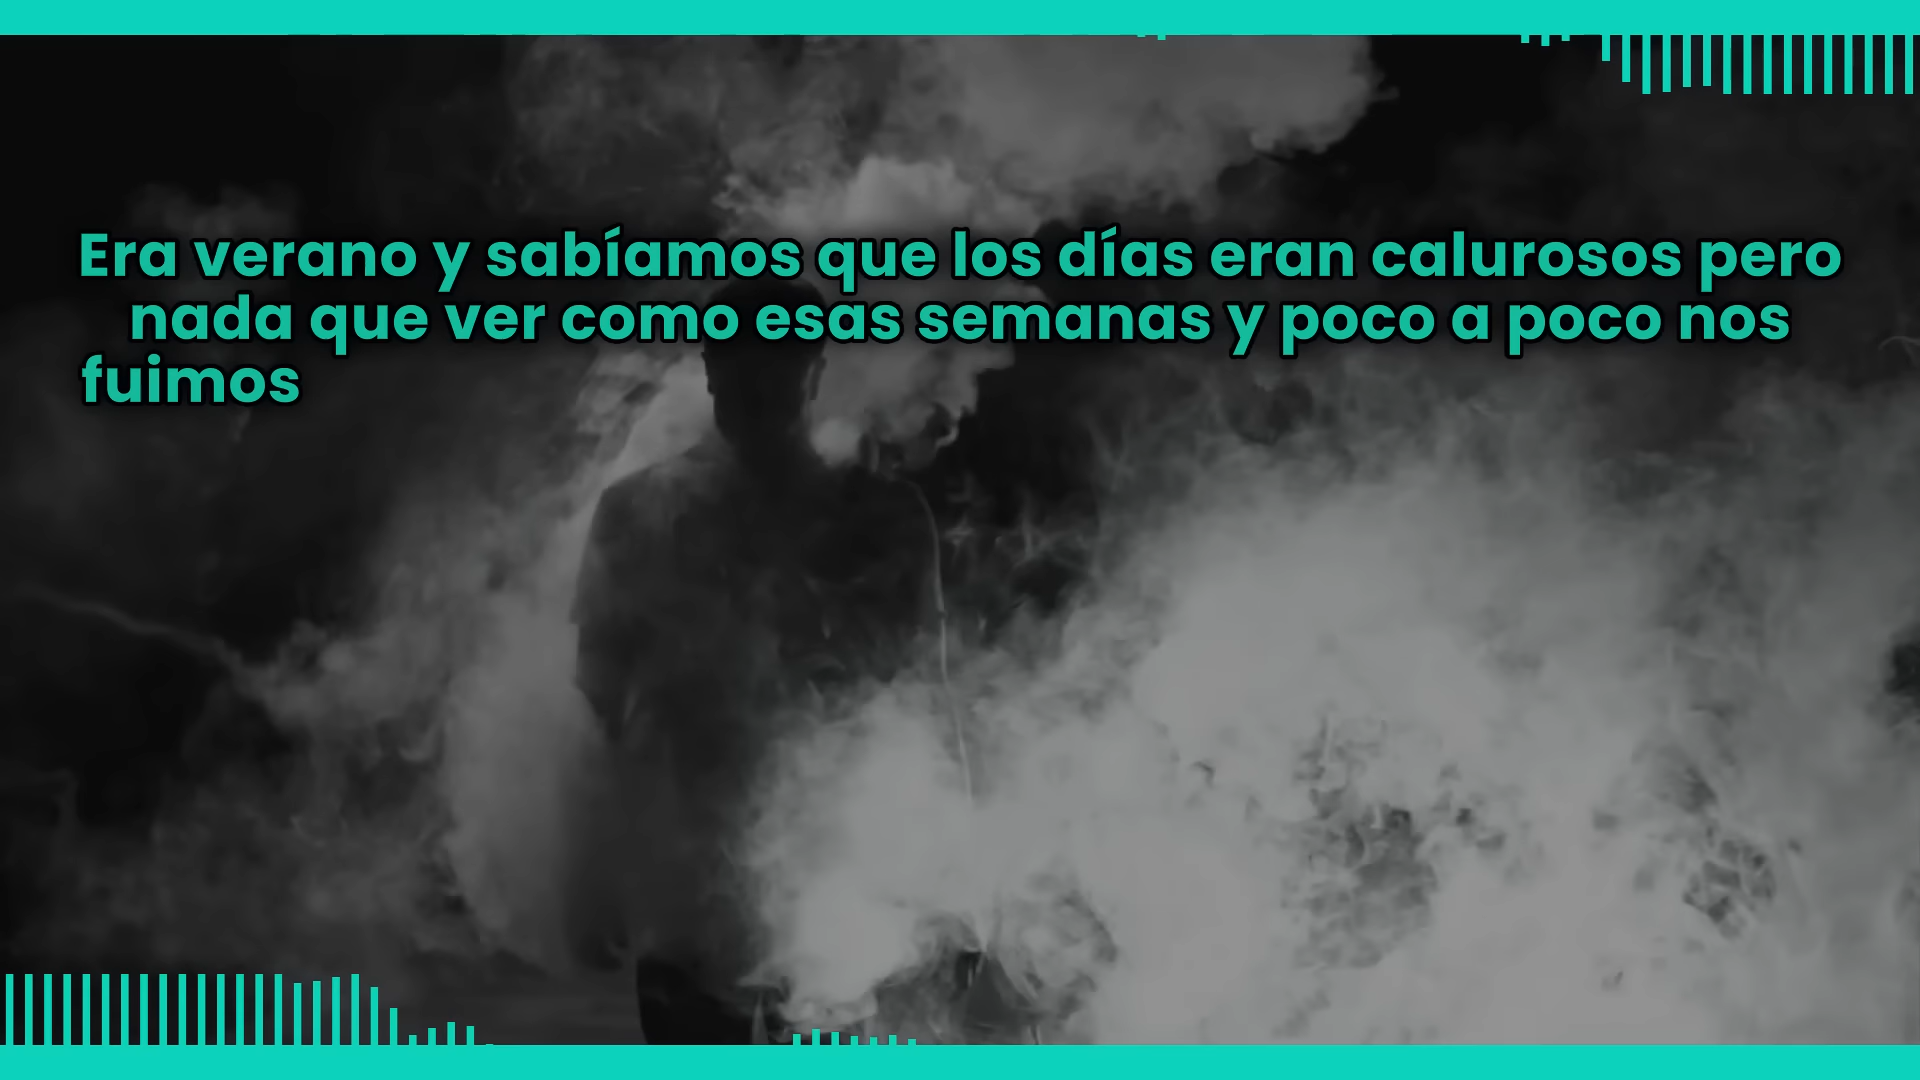 Era verano y sabíamos que los días eran calurosos pero
nada que ver como esas semanas y poco a poco nos
fuimos